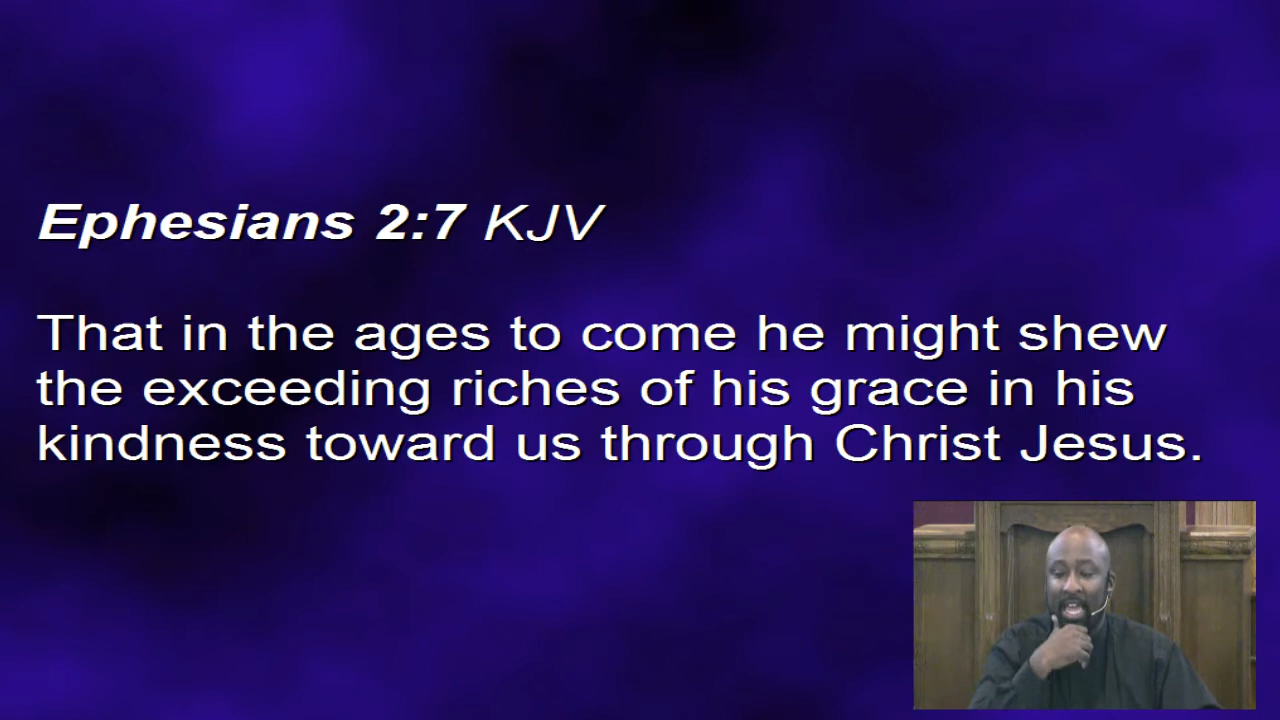 Ephesians 2:7 KJV
That in the ages to come he might shew
the exceeding riches of his grace in his
kindness toward us through Christ Jesus.